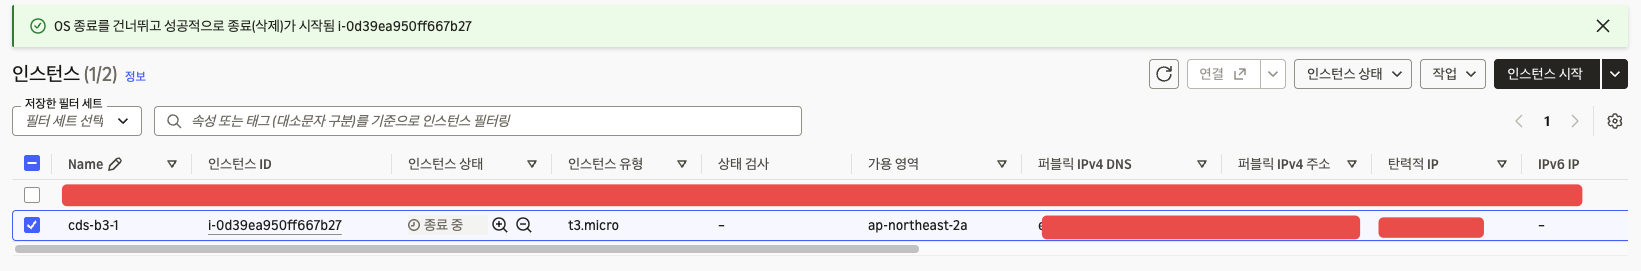 OS 종료를 건너뛰고 성공적으로 종료(삭제)가 시작됨 i-0d39ea950ff667b27
인스턴스 (1/2) 정보
연결
인스턴스 상태
작업
인스턴스 시작
저장한 필터 세트
필터 세트 선택
속성 또는 태그 (대소문자 구분)를 기준으로 인스턴스 필터링
1
Name 인스턴스 ID 인스턴스 상태 인스턴스 유형 상태 검사 가용 영역 퍼블릭 IPv4 DNS 퍼블릭 IPv4 주소 탄력적 IP IPv6 IP
cds-b3-1 i-0d39ea950ff667b27 종료 중 t3.micro – ap-northeast-2a –